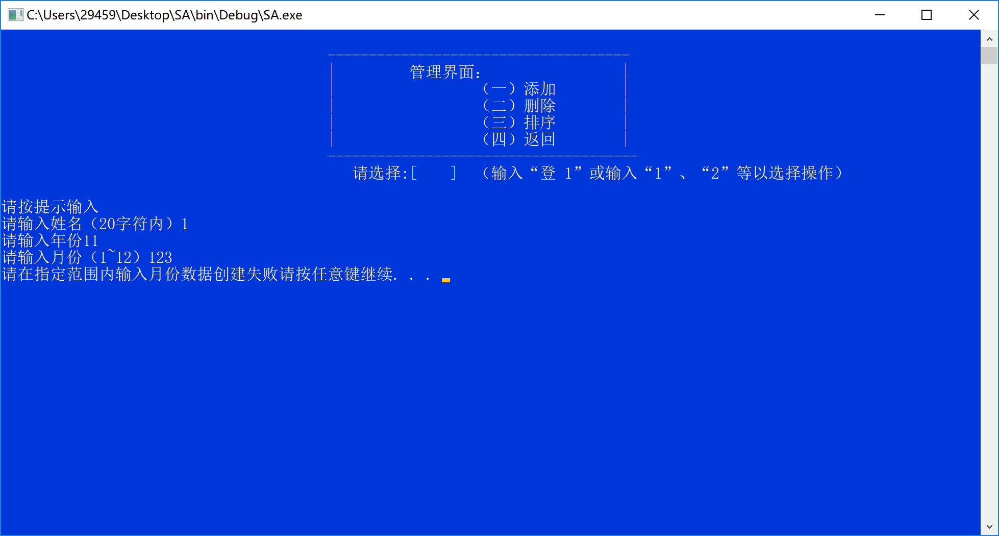 C:\Users\29459\Desktop\SA\bin\Debug\SA.exe
-------------------------------------
| 管理界面： |
| （一）添加 |
| （二）删除 |
| （三）排序 |
| （四）返回 |
--------------------------------------
请选择:[    ]  （输入“登 1”或输入“1”、“2”等以选择操作）
请按提示输入
请输入姓名（20字符内）1
请输入年份11
请输入月份（1~12）123
请在指定范围内输入月份数据创建失败请按任意键继续. . .